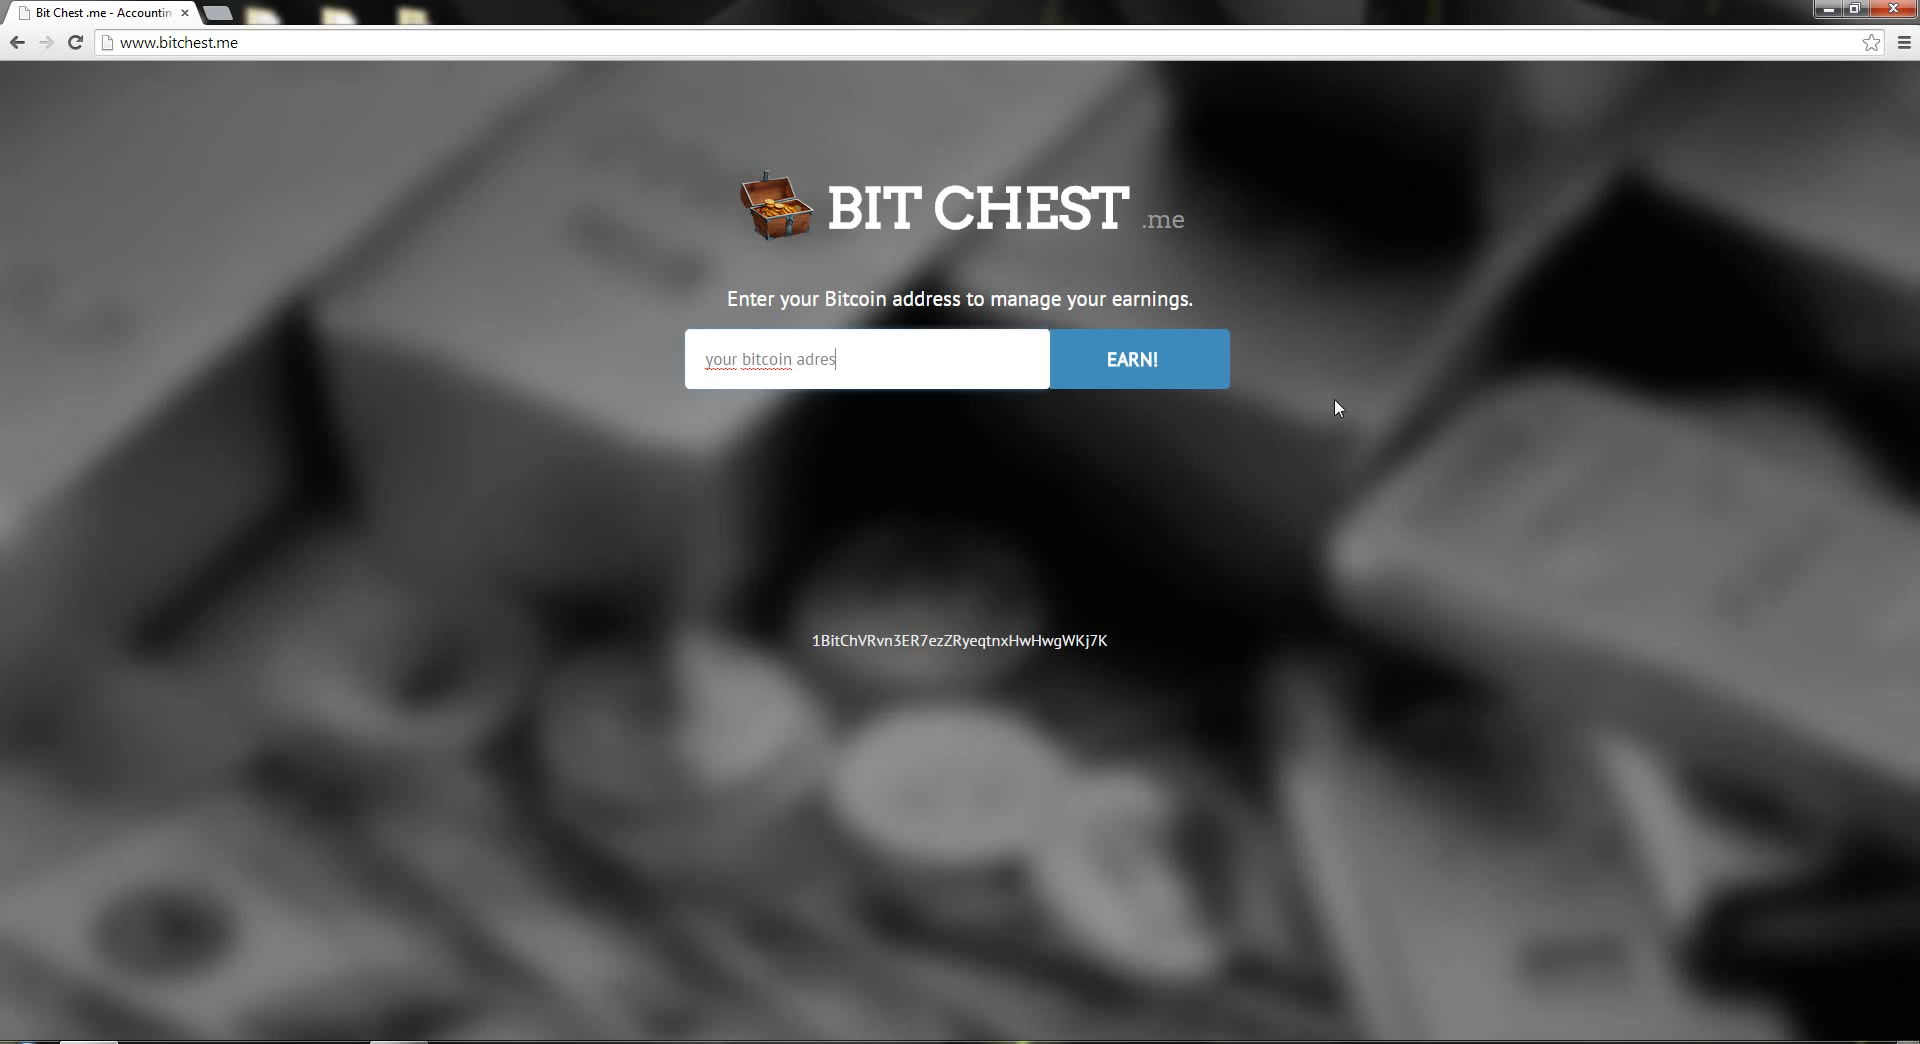 Bit Chest .me - Accountin
www.bitchest.me
BIT CHEST .me
Enter your Bitcoin address to manage your earnings.
your bitcoin adres
EARN!
1BitChVRvn3ER7ezZRyeqtnxHwHwgWKj7K